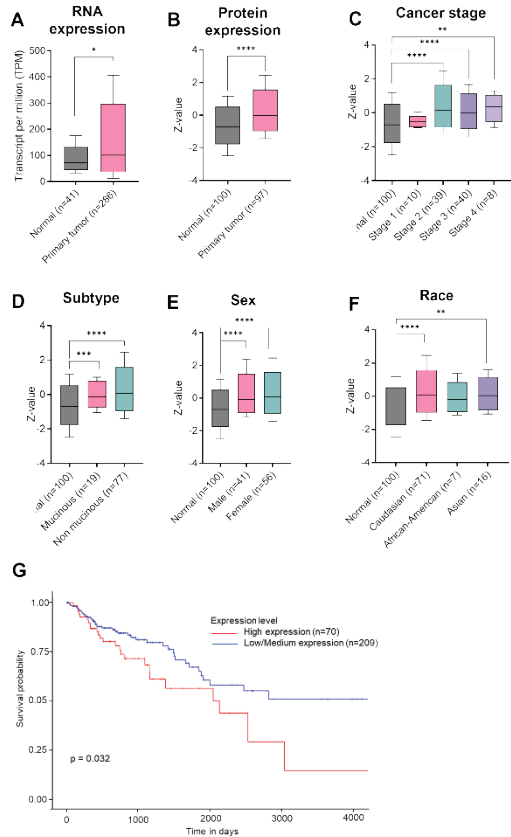 A
RNA
expression
Transcript per million (TPM)
500
400
300
200
100
0
*
Normal (n=41)
Primary tumor (n=286)
B
Protein
expression
Z-value
4
2
0
-2
-4
****
Normal (n=100)
Primary tumor (n=97)
C
Cancer stage
Z-value
4
2
0
-2
-4
**
****
****
nal (n=100)
Stage 1 (n=10)
Stage 2 (n=39)
Stage 3 (n=40)
Stage 4 (n=8)
D
Subtype
Z-value
4
2
0
-2
-4
****
***
nal (n=100)
Mucinous (n=19)
Non mucinous (n=77)
E
Sex
Z-value
4
2
0
-2
-4
****
****
Normal (n=100)
Male (n=41)
Female (n=56)
F
Race
Z-value
4
2
0
-2
-4
**
****
Normal (n=100)
Caudasian (n=71)
African-American (n=7)
Asian (n=16)
G
Survival probability
1.00
0.75
0.05
0.25
0.00
Expression level
High expression (n=70)
Low/Medium expression (n=209)
p = 0.032
0
1000
2000
3000
4000
Time in days